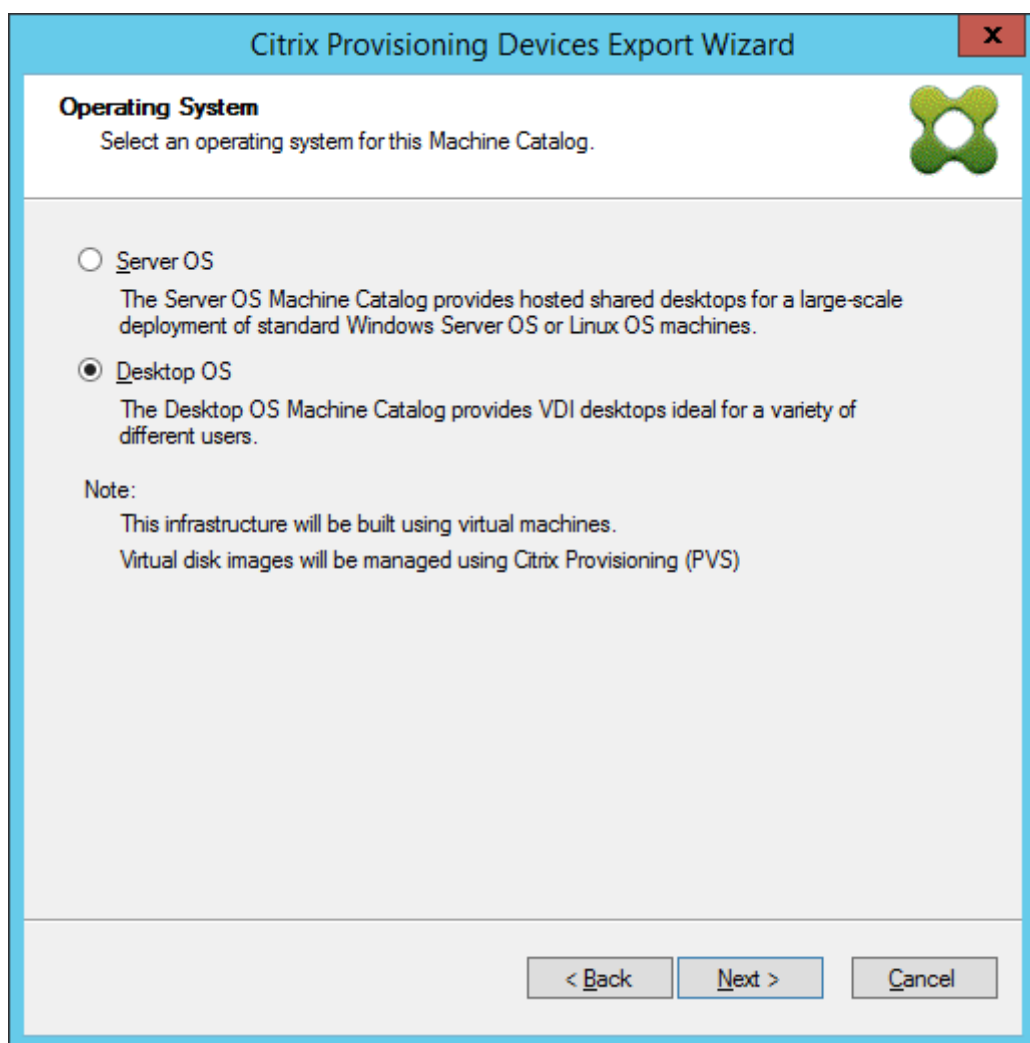 Citrix Provisioning Devices Export Wizard
x
Operating System
Select an operating system for this Machine Catalog.
Server OS
The Server OS Machine Catalog provides hosted shared desktops for a large-scale
deployment of standard Windows Server OS or Linux OS machines.
Desktop OS
The Desktop OS Machine Catalog provides VDI desktops ideal for a variety of
different users.
Note:
This infrastructure will be built using virtual machines.
Virtual disk images will be managed using Citrix Provisioning (PVS)
< Back Next > Cancel